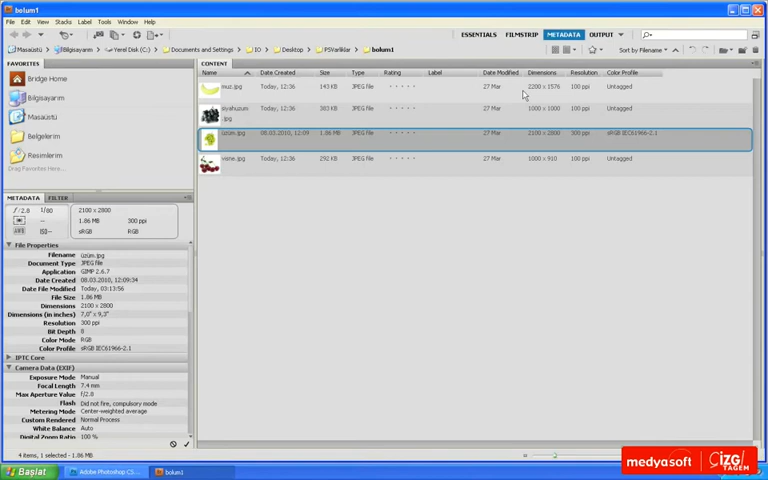 bolum1
File Edit View Stacks Label Tools Window Help
ESSENTIALS FILMSTRIP METADATA OUTPUT
Masaüstü Bilgisayarım Yerel Disk (C:) Documents and Settings IO Desktop PSVarliklar bolum1
Sort by Filename
FAVORITES
Bridge Home
Bilgisayarım
Masaüstü
Belgelerim
Resimlerim
Drag Favorites Here...
CONTENT
Name Date Created Size Type Rating Label Date Modified Dimensions Resolution Color Profile
muz.jpg Today, 12:36 143 KB JPEG file 27 Mar 2200 x 1576 100 ppi Untagged
siyahuzum.jpg Today, 12:36 383 KB JPEG file 27 Mar 1000 x 1000 100 ppi Untagged
üzüm.jpg 08.03.2010, 12:09 1.86 MB JPEG file 27 Mar 2100 x 2800 300 ppi sRGB IEC61966-2.1
visne.jpg Today, 12:36 292 KB JPEG file 27 Mar 1000 x 910 100 ppi Untagged
METADATA FILTER
f/2.8 1/80
-- 
ISO--
2100 x 2800
1.86 MB 300 ppi
sRGB RGB
File Properties
Filename üzüm.jpg
Document Type JPEG file
Application GIMP 2.6.7
Date Created 08.03.2010, 12:09:34
Date File Modified Today, 03:13:56
File Size 1.86 MB
Dimensions 2100 x 2800
Dimensions (in inches) 7,0" x 9,3"
Resolution 300 ppi
Bit Depth 8
Color Mode RGB
Color Profile sRGB IEC61966-2.1
IPTC Core
Camera Data (EXIF)
Exposure Mode Manual
Focal Length 7.4 mm
Max Aperture Value f/2.8
Flash Did not fire, compulsory mode
Metering Mode Center-weighted average
Custom Rendered Normal Process
White Balance Auto
Digital Zoom Ratio 100 %
4 items, 1 selected - 1.86 MB
Başlat Adobe Photoshop CS... bolum1
medyasoft
ÇİZGİ
TAGEM